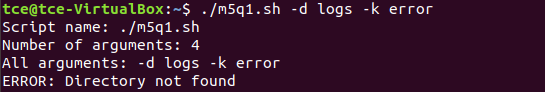 tce@tce-VirtualBox:~$ ./m5q1.sh -d logs -k error
Script name: ./m5q1.sh
Number of arguments: 4
All arguments: -d logs -k error
ERROR: Directory not found